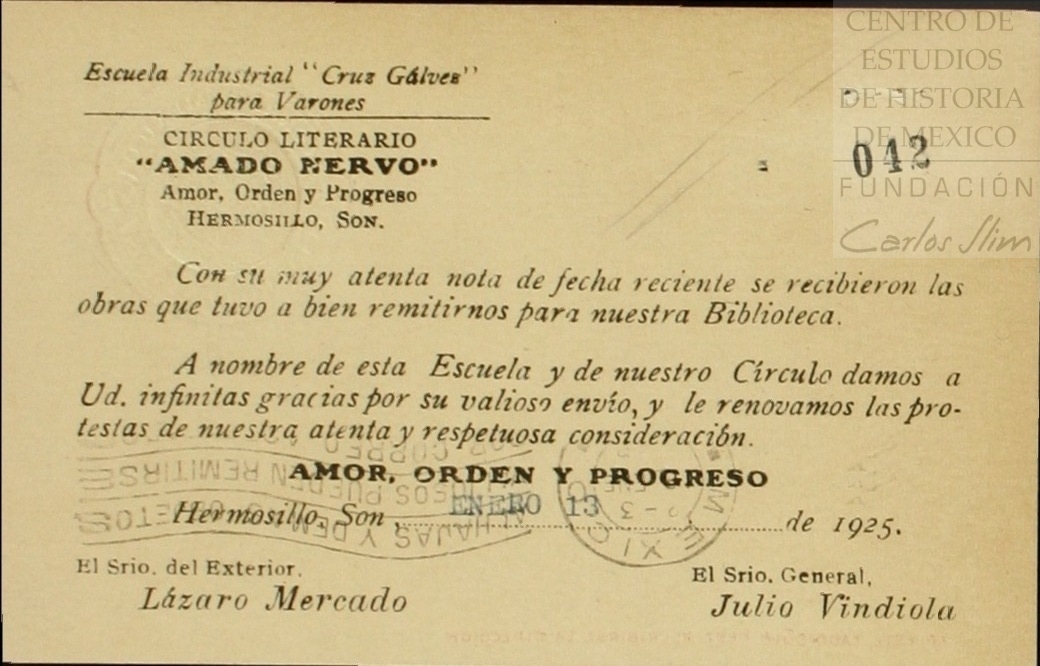 CENTRO DE
ESTUDIOS
DE HISTORIA
DE MEXICO
FUNDACIÓN
Carlos Slim
042
Escuela Industrial "Cruz Gálves"
para Varones
CIRCULO LITERARIO
"AMADO NERVO"
Amor, Orden y Progreso
HERMOSILLO, SON.
Con su muy atenta nota de fecha reciente se recibieron las
obras que tuvo a bien remitirnos para nuestra Biblioteca.
A nombre de esta Escuela y de nuestro Círculo damos a
Ud. infinitas gracias por su valioso envío, y le renovamos las pro-
testas de nuestra atenta y respetuosa consideración.
AMOR, ORDEN Y PROGRESO
Hermosillo, Son., ENERO 13 de 1925.
El Srio. del Exterior,
Lázaro Mercado
El Srio. General,
Julio Vindiola